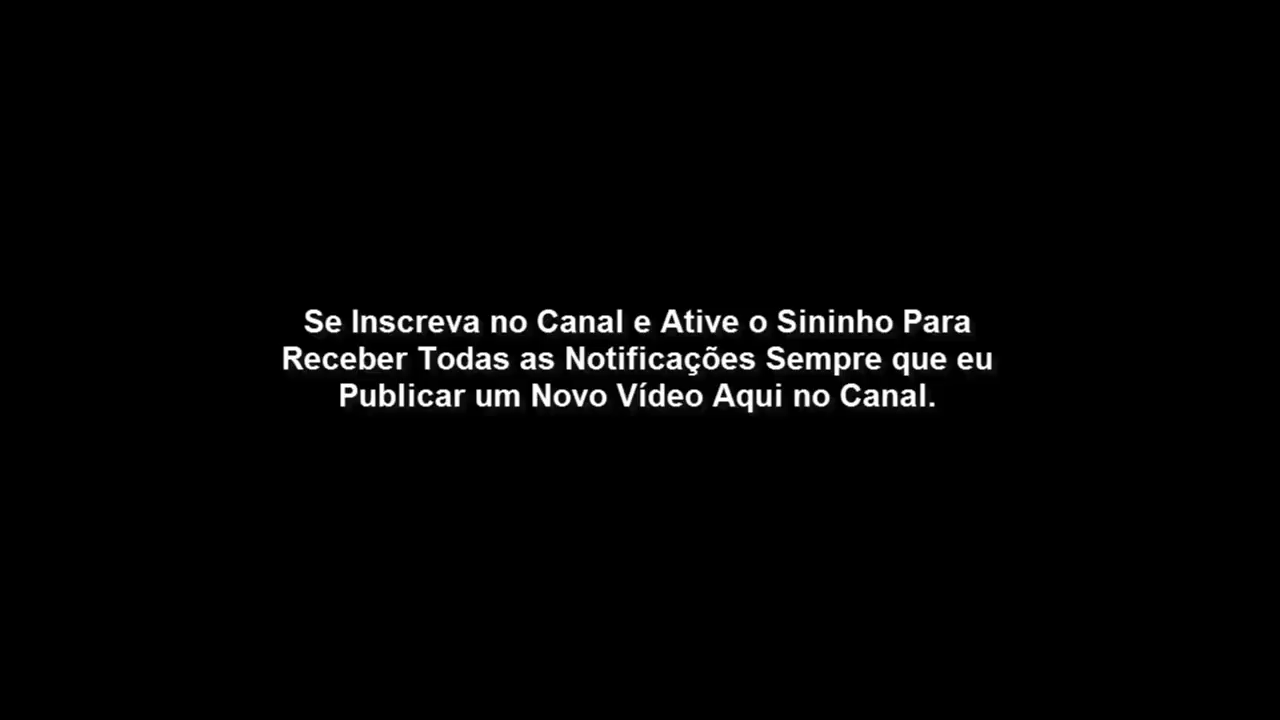 Se Inscreva no Canal e Ative o Sininho Para
Receber Todas as Notificações Sempre que eu
Publicar um Novo Vídeo Aqui no Canal.